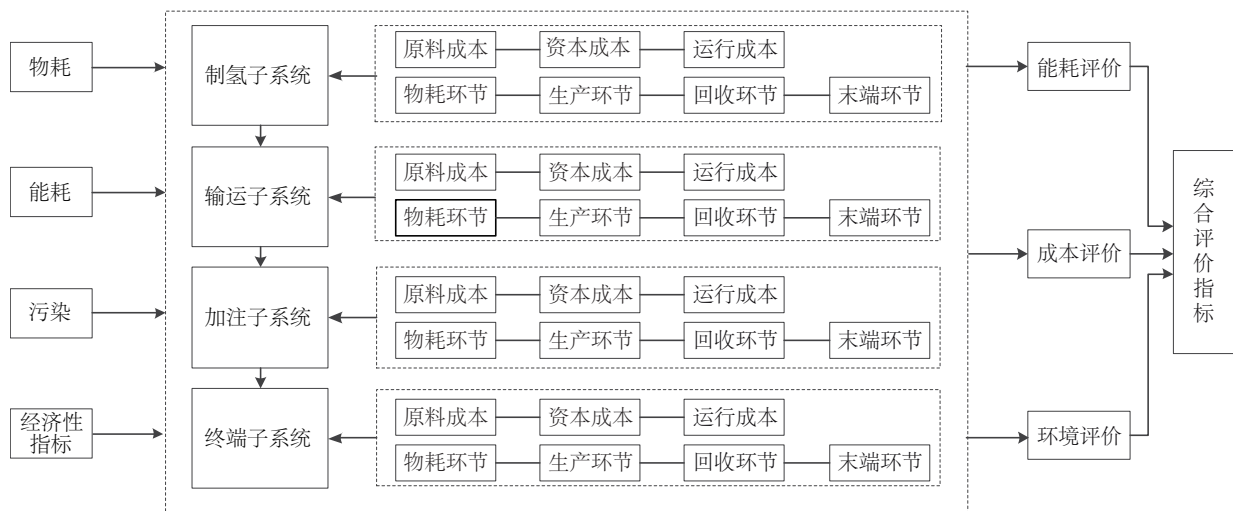 物耗
制氢子系统
原料成本
资本成本
运行成本
物耗环节
生产环节
回收环节
末端环节
能耗
输运子系统
原料成本
资本成本
运行成本
物耗环节
生产环节
回收环节
末端环节
污染
加注子系统
原料成本
资本成本
运行成本
物耗环节
生产环节
回收环节
末端环节
经济性
指标
终端子系统
原料成本
资本成本
运行成本
物耗环节
生产环节
回收环节
末端环节
能耗评价
成本评价
环境评价
综合评价指标